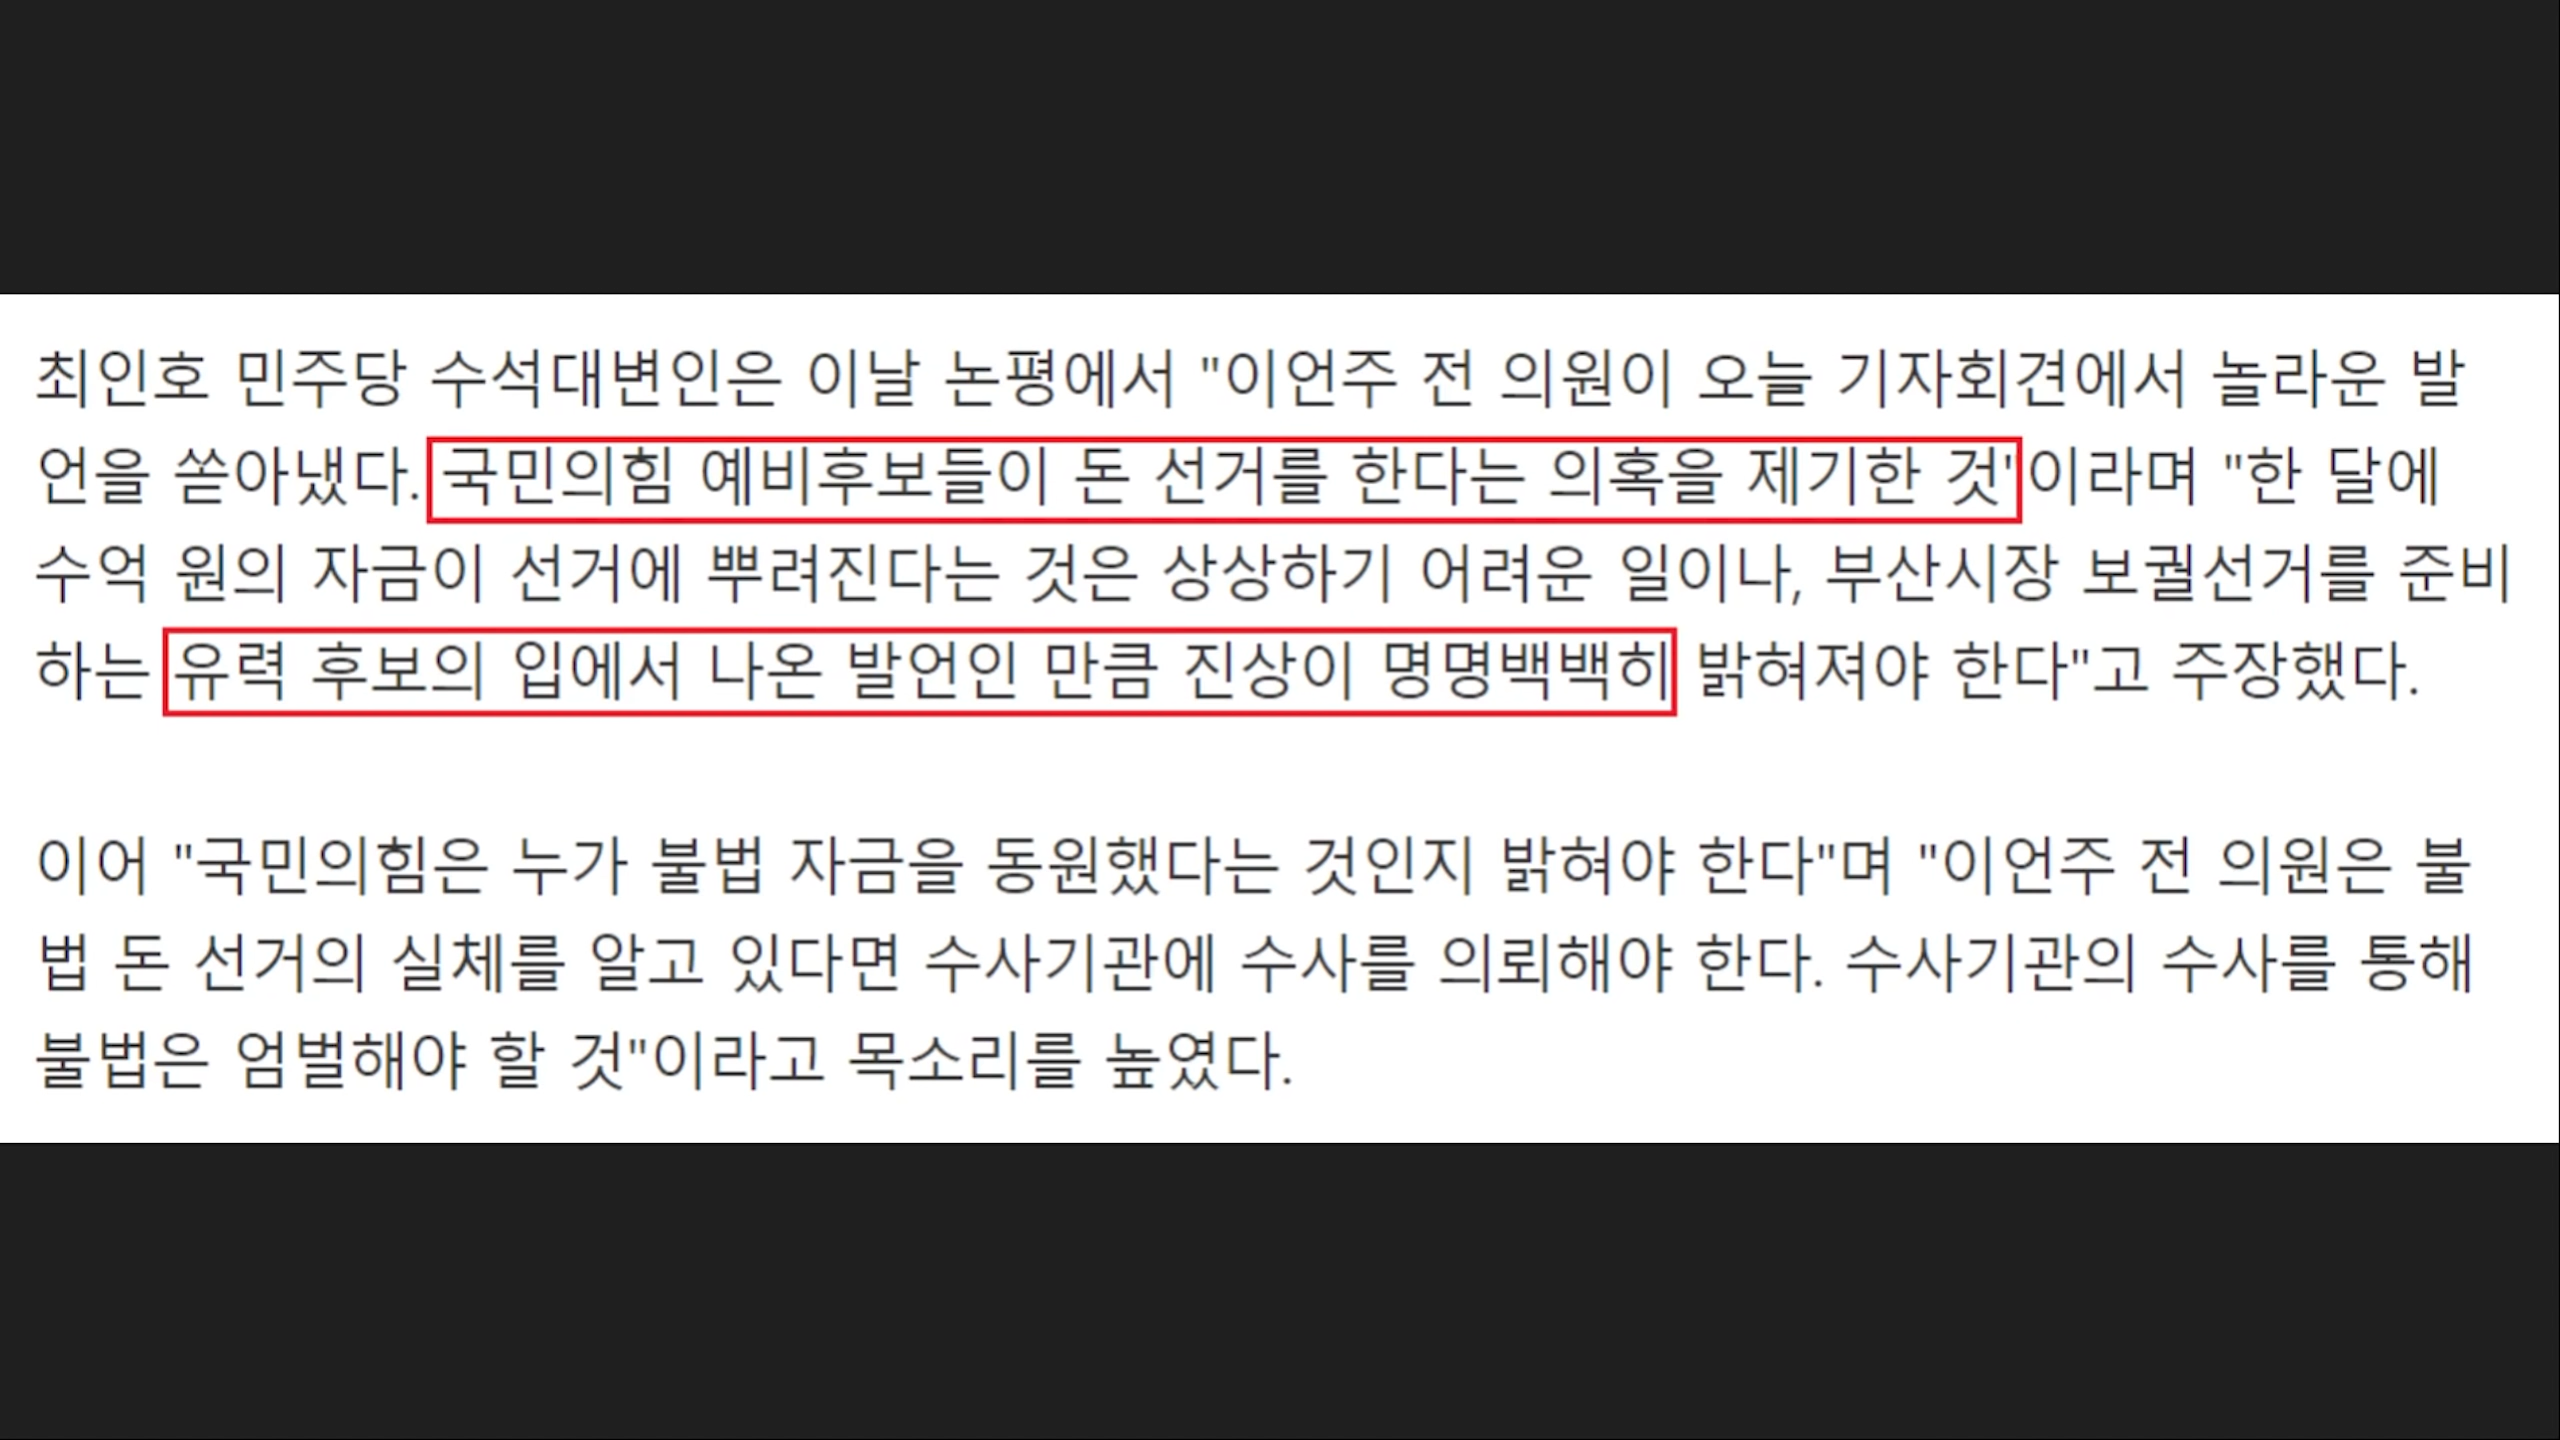 최인호 민주당 수석대변인은 이날 논평에서 "이언주 전 의원이 오늘 기자회견에서 놀라운 발
언을 쏟아냈다. 국민의힘 예비후보들이 돈 선거를 한다는 의혹을 제기한 것"이라며 "한 달에
수억 원의 자금이 선거에 뿌려진다는 것은 상상하기 어려운 일이나, 부산시장 보궐선거를 준비
하는 유력 후보의 입에서 나온 발언인 만큼 진상이 명명백백히 밝혀져야 한다"고 주장했다.
이어 "국민의힘은 누가 불법 자금을 동원했다는 것인지 밝혀야 한다"며 "이언주 전 의원은 불
법 돈 선거의 실체를 알고 있다면 수사기관에 수사를 의뢰해야 한다. 수사기관의 수사를 통해
불법은 엄벌해야 할 것"이라고 목소리를 높였다.